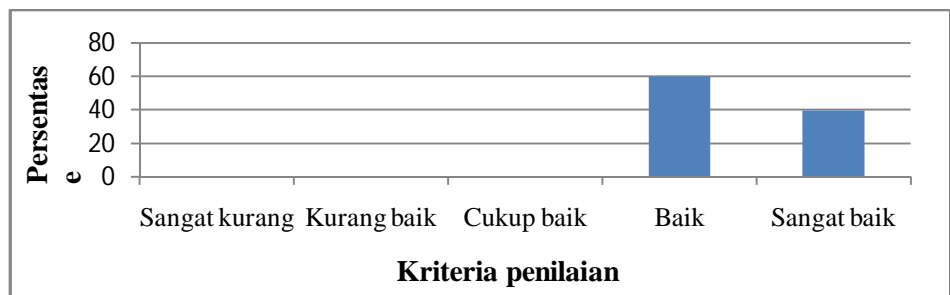 80
60
40
20
0
Persentas
e
Sangat kurang Kurang baik Cukup baik Baik Sangat baik
Kriteria penilaian